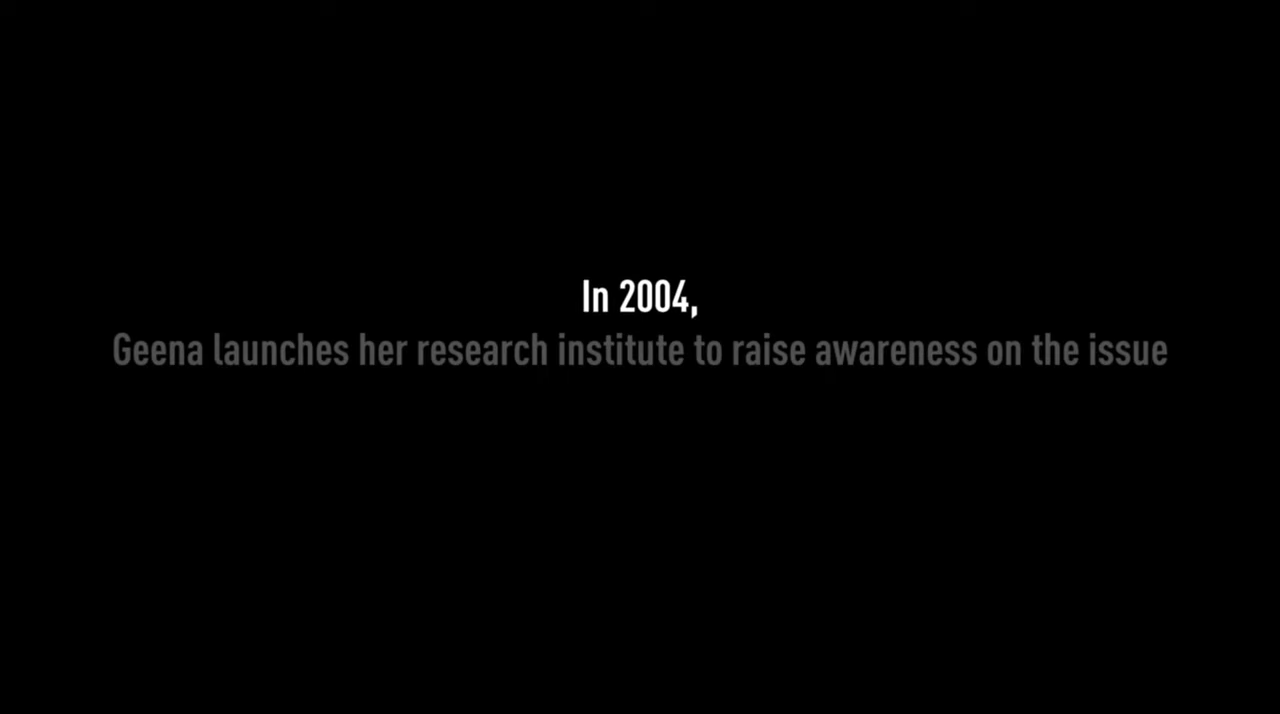 In 2004,
Geena launches her research institute to raise awareness on the issue